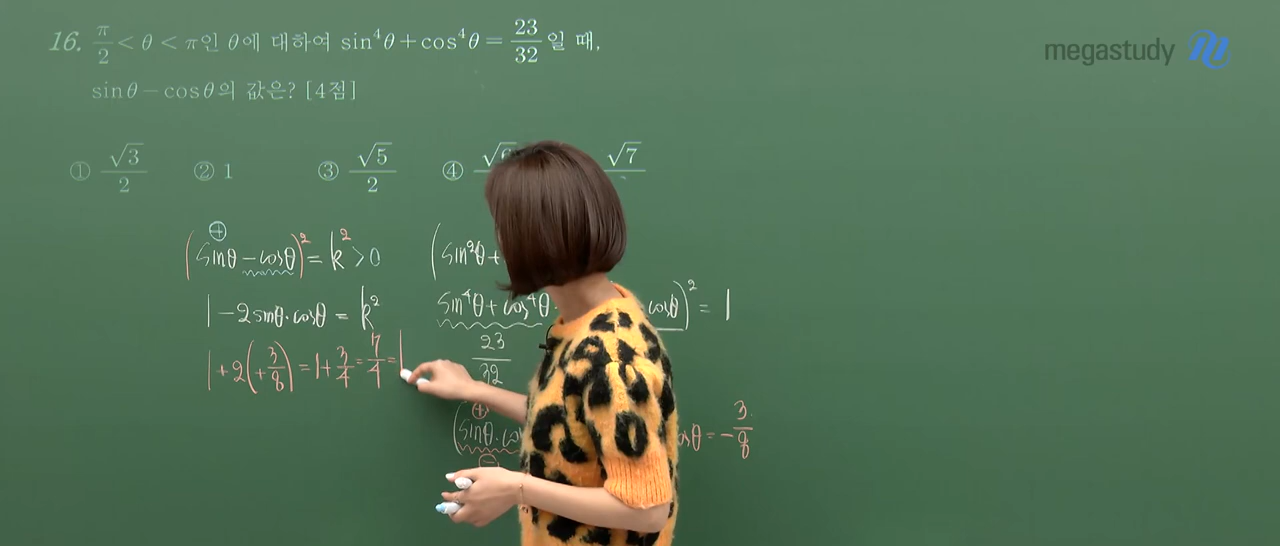 16. π/2 < θ < π인 θ에 대하여 sin⁴θ + cos⁴θ = 23/32 일 때,
sinθ − cosθ의 값은? [4점]
megastudy
① √3/2 ② 1 ③ √5/2 ④ √7
⊕
(sinθ − cosθ)² = k² > 0
(sin²θ +
1 − 2sinθ·cosθ = k²
sin⁴θ + cos⁴θ cosθ)² = 1
1 + 2(+3/8) = 1 + 3/4 = 7/4 =
23/32
⊕
(sinθ·co osθ = −3/8
⊖